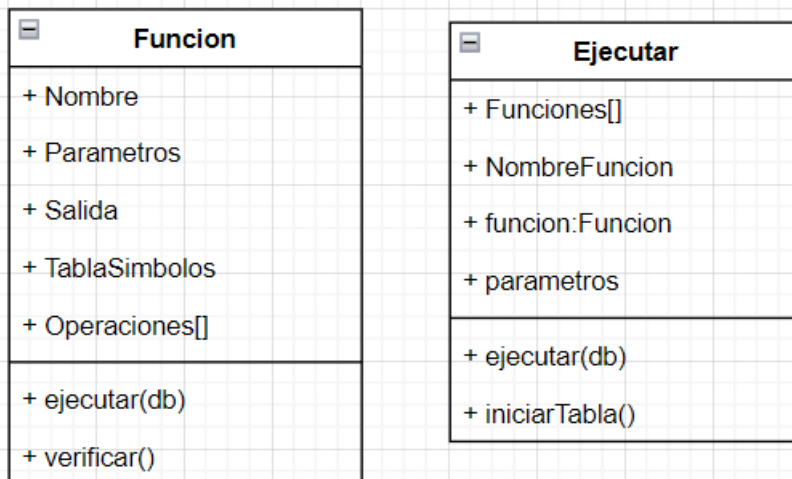 Funcion
+ Nombre
+ Parametros
+ Salida
+ TablaSimbolos
+ Operaciones[]
+ ejecutar(db)
+ verificar()
Ejecutar
+ Funciones[]
+ NombreFuncion
+ funcion:Funcion
+ parametros
+ ejecutar(db)
+ iniciarTabla()